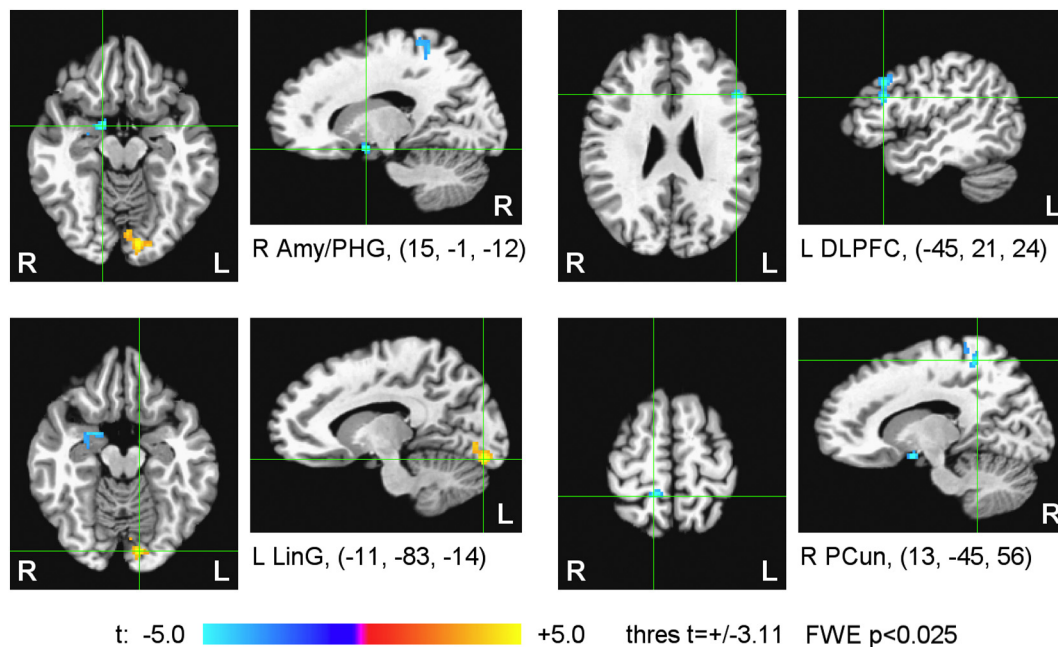 R L R
R Amy/PHG, (15, -1, -12)
R L L
L DLPFC, (-45, 21, 24)
R L L
L LinG, (-11, -83, -14)
R L R
R PCun, (13, -45, 56)
t: -5.0 +5.0 thres t=+/-3.11 FWE p<0.025